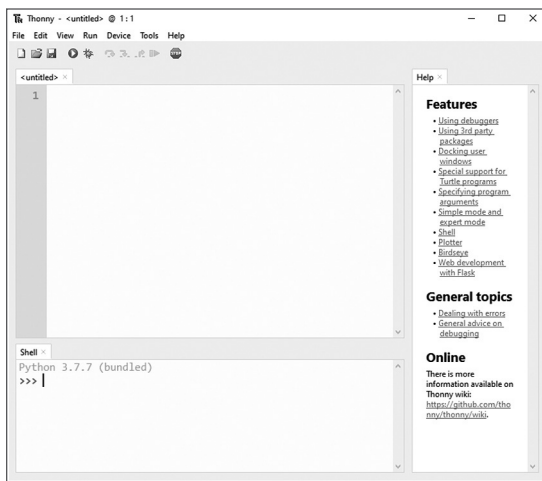 Thonny - <untitled> @ 1:1
File Edit View Run Device Tools Help
STOP
<untitled> ×
1
Shell ×
Python 3.7.7 (bundled)
>>>
Help ×
Features
• Using debuggers
• Using 3rd party
packages
• Docking user
windows
• Special support for
Turtle programs
• Specifying program
arguments
• Simple mode and
expert mode
• Shell
• Plotter
• Birdseye
• Web development
with Flask
General topics
• Dealing with errors
• General advice on
debugging
Online
There is more
information available on
Thonny wiki:
https://github.com/tho
nny/thonny/wiki.